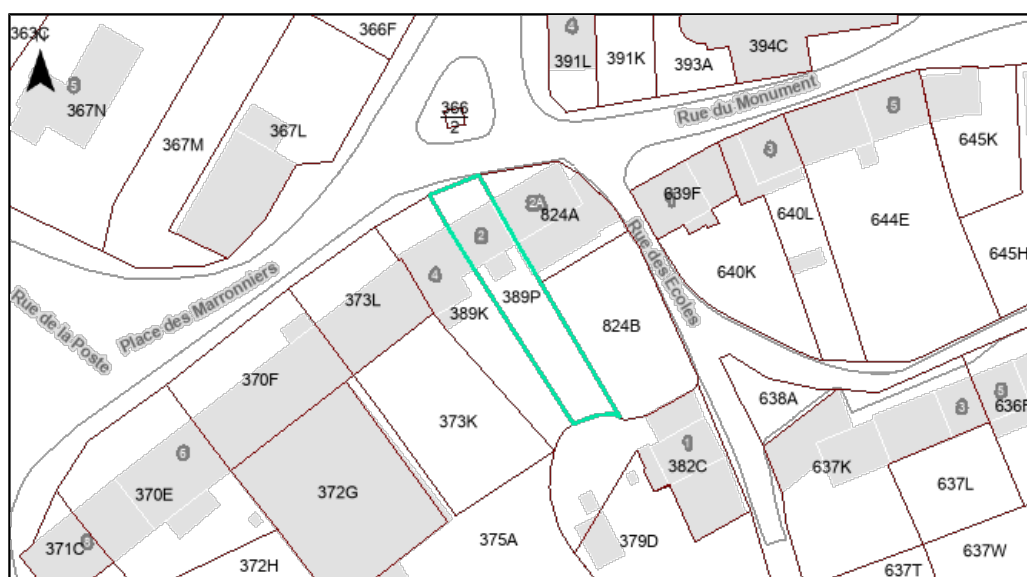 363C
366F
4
391L
391K
393A
394C
5
367N
366
2
367L
367M
Rue du Monument
5
3
645K
639F
1
2A
824A
640L
644E
2
640K
645H
4
389P
Rue des Ecoles
Place des Marronniers
373L
389K
824B
Rue de la Poste
370F
638A
5
3
636F
373K
6
1
382C
637K
370E
372G
637L
371C
8
375A
379D
372H
637W
637T